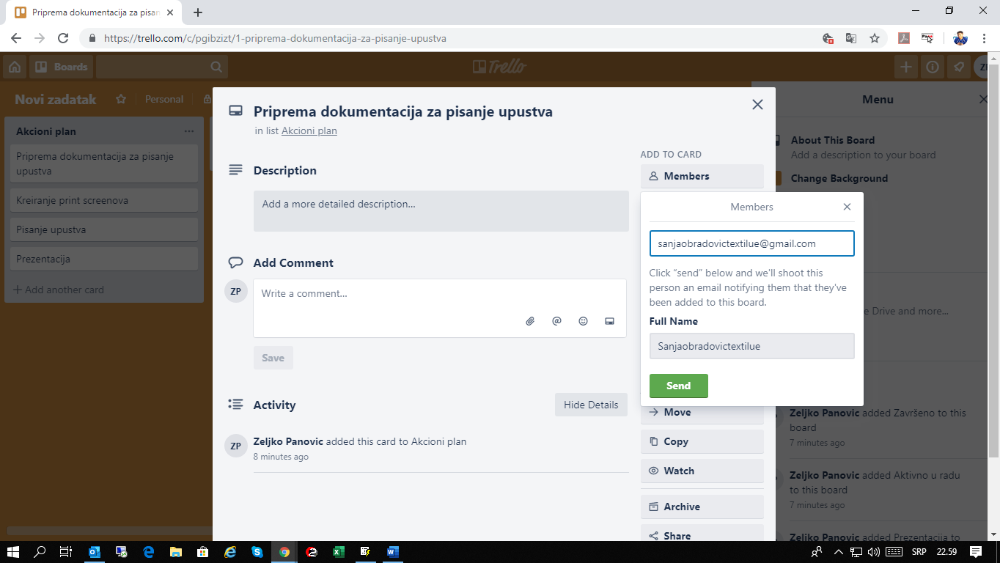 Priprema dokumentacija za pisan
https://trello.com/c/pgibzizt/1-priprema-dokumentacija-za-pisanje-upustva
Boards
Trello
Novi zadatak
Personal
Akcioni plan
Priprema dokumentacija za pisanje
upustva
Kreiranje print screenova
Pisanje upustva
Prezentacija
+ Add another card
Priprema dokumentacija za pisanje upustva
in list Akcioni plan
Description
Add a more detailed description...
Add Comment
ZP
Write a comment...
Save
Activity
Hide Details
ZP
Zeljko Panovic added this card to Akcioni plan
8 minutes ago
ADD TO CARD
Members
Members
sanjaobradovictextilue@gmail.com
Click “send” below and we’ll shoot this
person an email notifying them that they’ve
been added to this board.
Full Name
Sanjaobradovictextilue
Send
Move
Copy
Watch
Archive
Share
Menu
About This Board
Add a description to your board
Change Background
Drive and more...
Zeljko Panovic added Završeno to this
board
7 minutes ago
Zeljko Panovic added Aktivno u radu
to this board
7 minutes ago
Zeljko Panovic added Prezentacija to
SRP
22.59